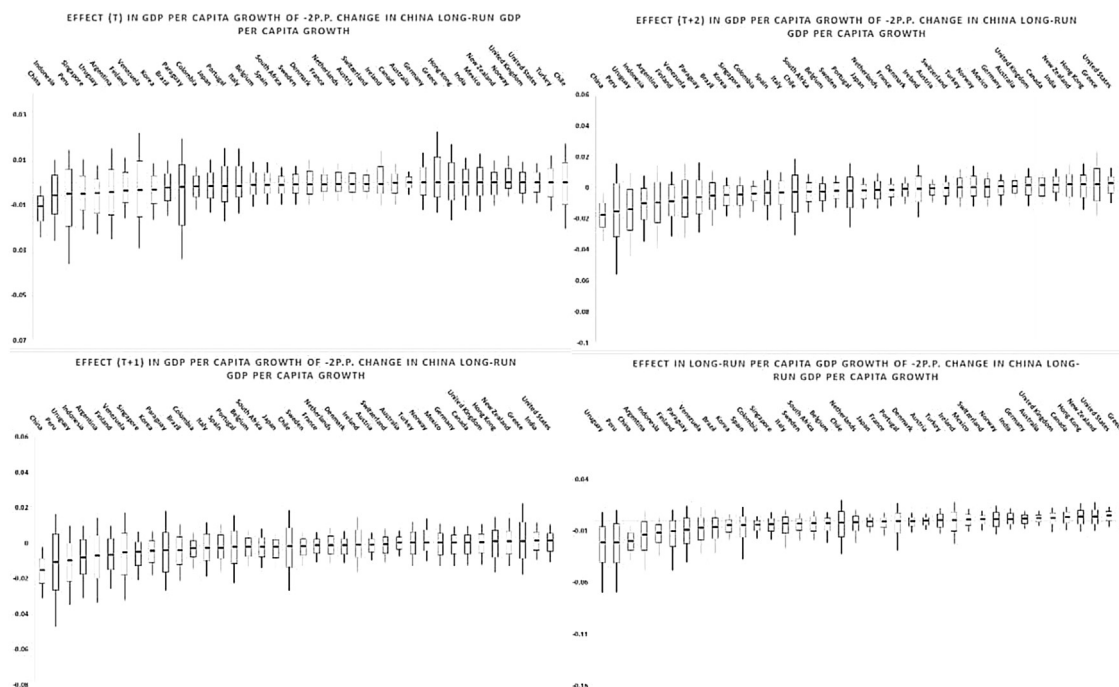 EFFECT (T) IN GDP PER CAPITA GROWTH OF -2P.P. CHANGE IN CHINA LONG-RUN GDP
PER CAPITA GROWTH
China
Indonesia
Peru
Singapore
Uruguay
Argentina
Finland
Venezuela
Korea
Brazil
Paraguay
Colombia
Japan
Portugal
Italy
Belgium
Spain
South Africa
Sweden
Denmark
France
Netherlands
Austria
Switzerland
Ireland
Canada
Australia
Germany
Greece
Hong Kong
India
Mexico
New Zealand
Norway
United Kingdom
United States
Turkey
Chile
0.01
-0.01
-0.05
0.07
EFFECT (T+2) IN GDP PER CAPITA GROWTH OF -2P.P. CHANGE IN CHINA LONG-RUN
GDP PER CAPITA GROWTH
China
Peru
Uruguay
Indonesia
Argentina
Finland
Venezuela
Paraguay
Brazil
Korea
Singapore
Colombia
Spain
Italy
Chile
South Africa
Belgium
Sweden
Portugal
Japan
Netherlands
France
Denmark
Ireland
Austria
Switzerland
Turkey
Norway
Mexico
Germany
Australia
United Kingdom
Canada
India
New Zealand
Hong Kong
Greece
United States
0.06
0.04
0.02
0
-0.02
-0.04
-0.06
-0.08
-0.1
EFFECT (T+1) IN GDP PER CAPITA GROWTH OF -2P.P. CHANGE IN CHINA LONG-RUN
GDP PER CAPITA GROWTH
China
Peru
Uruguay
Indonesia
Argentina
Finland
Venezuela
Singapore
Korea
Paraguay
Brazil
Colombia
Italy
Spain
Portugal
Belgium
South Africa
Japan
Chile
Sweden
France
Netherlands
Denmark
Ireland
Austria
Switzerland
Australia
Turkey
Norway
Mexico
Germany
United Kingdom
Canada
Hong Kong
New Zealand
Greece
India
United States
0.06
0.04
0.02
0
-0.02
0.04
0.06
-0.08
EFFECT IN LONG-RUN PER CAPITA GDP GROWTH OF -2P.P. CHANGE IN CHINA LONG-
RUN GDP PER CAPITA GROWTH
Uruguay
Peru
China
Argentina
Indonesia
Finland
Paraguay
Venezuela
Brazil
Korea
Spain
Colombia
Singapore
Italy
Sweden
South Africa
Belgium
Chile
Netherlands
Japan
France
Portugal
Denmark
Austria
Turkey
Ireland
Mexico
Switzerland
Norway
India
Germany
Australia
United Kingdom
Canada
Hong Kong
New Zealand
United States
0.04
-0.01
-0.06
-0.11
-0.16